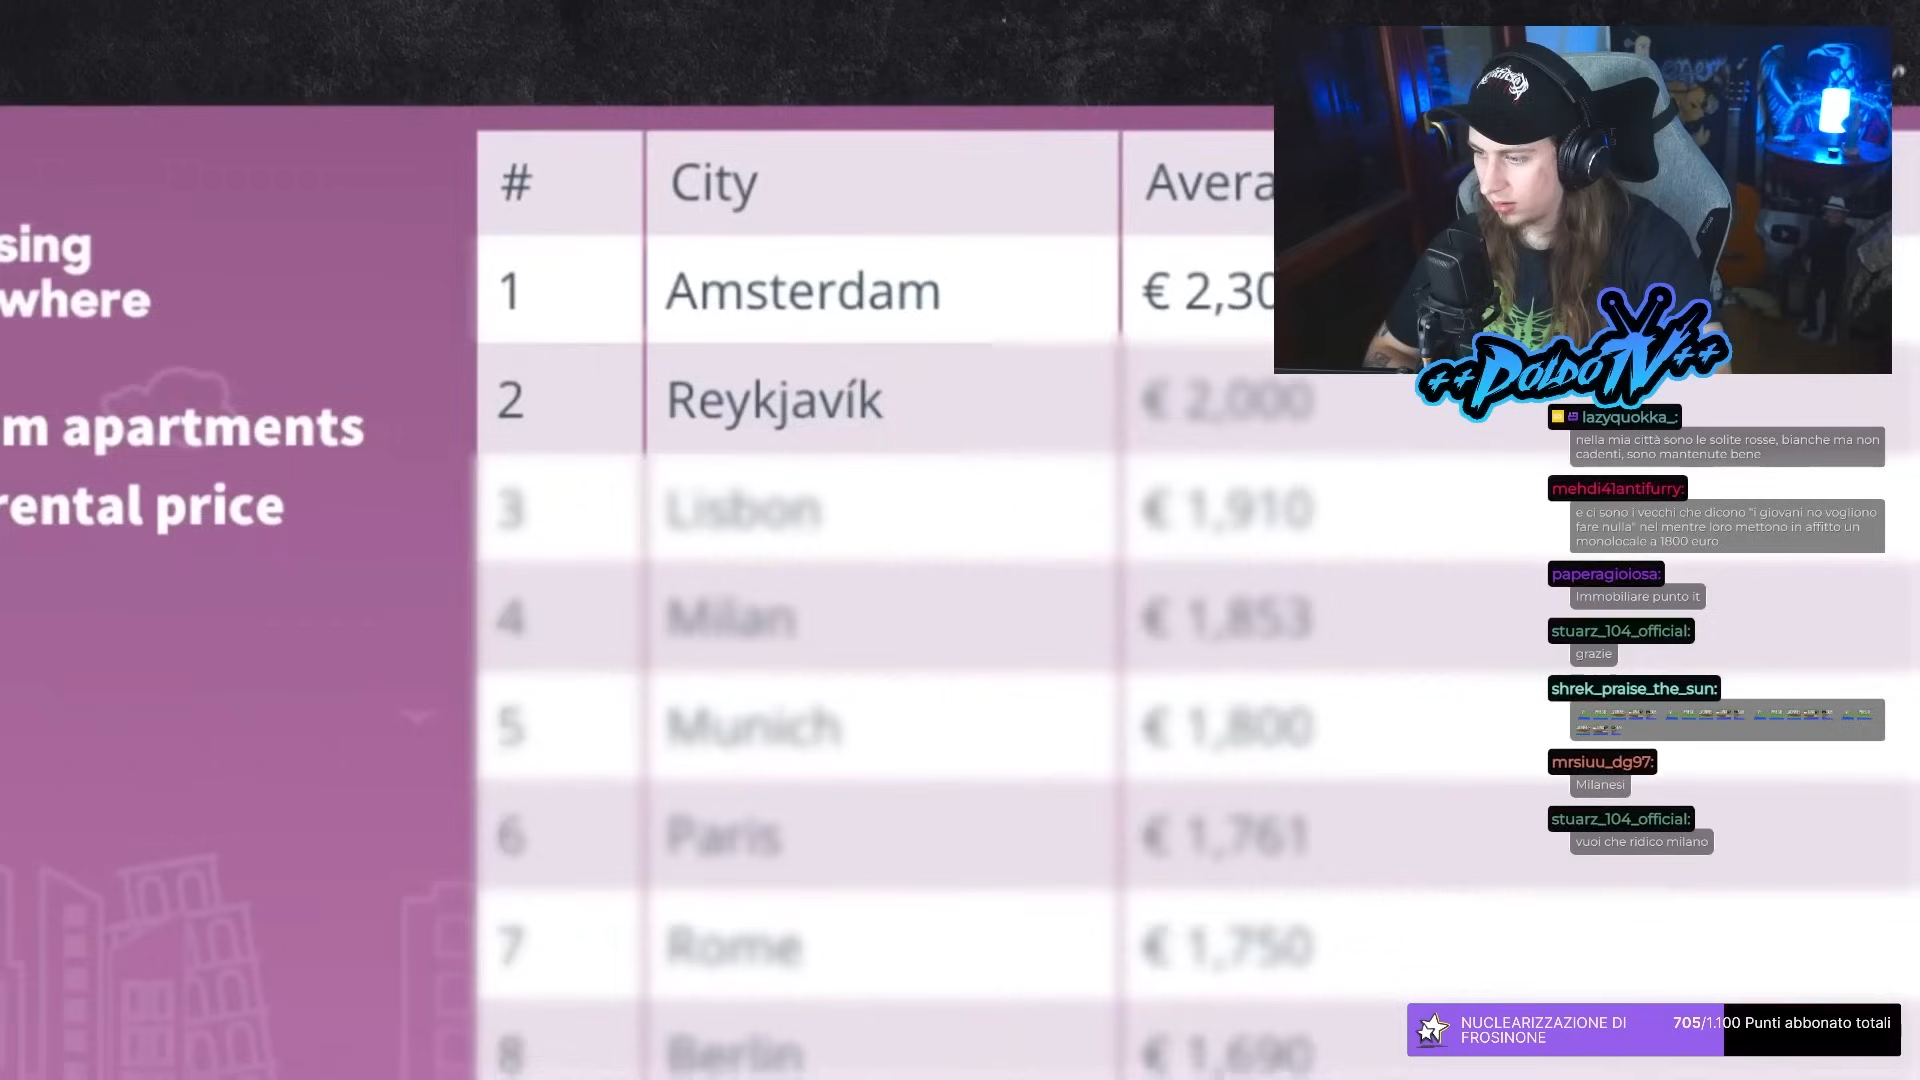 sing
where
m apartments
rental price
# City Avera
1 Amsterdam € 2,30
2 Reykjavík € 2,000
3 Lisbon € 1,910
4 Milan € 1,853
5 Munich € 1,800
6 Paris € 1,761
7 Rome € 1,750
8 Berlin € 1,690
++DOLDOTV++
lazyquokka_:
nella mia città sono le solite rosse, bianche ma non
cadenti, sono mantenute bene
mehdi41antifurry:
e ci sono i vecchi che dicono "i giovani no vogliono
fare nulla" nel mentre loro mettono in affitto un
monolocale a 1800 euro
paperagioiosa:
Immobiliare punto it
stuarz_104_official:
grazie
shrek_praise_the_sun:
mrsiuu_dg97:
Milanesi
stuarz_104_official:
vuoi che ridico milano
NUCLEARIZZAZIONE DI
FROSINONE
705/1.100 Punti abbonato totali